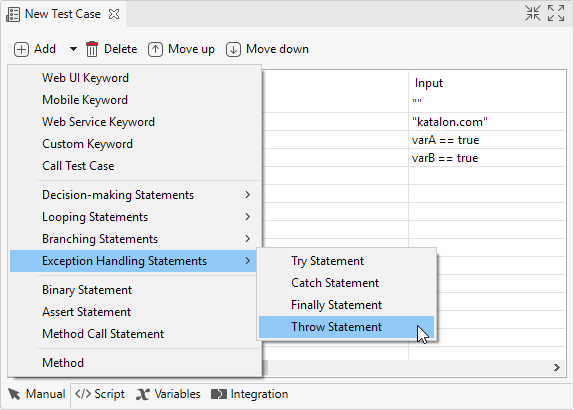 New Test Case
Add Delete Move up Move down
Input
""
"katalon.com"
varA == true
varB == true
Web UI Keyword
Mobile Keyword
Web Service Keyword
Custom Keyword
Call Test Case
Decision-making Statements
Looping Statements
Branching Statements
Exception Handling Statements
Binary Statement
Assert Statement
Method Call Statement
Method
Try Statement
Catch Statement
Finally Statement
Throw Statement
Manual </> Script Variables Integration